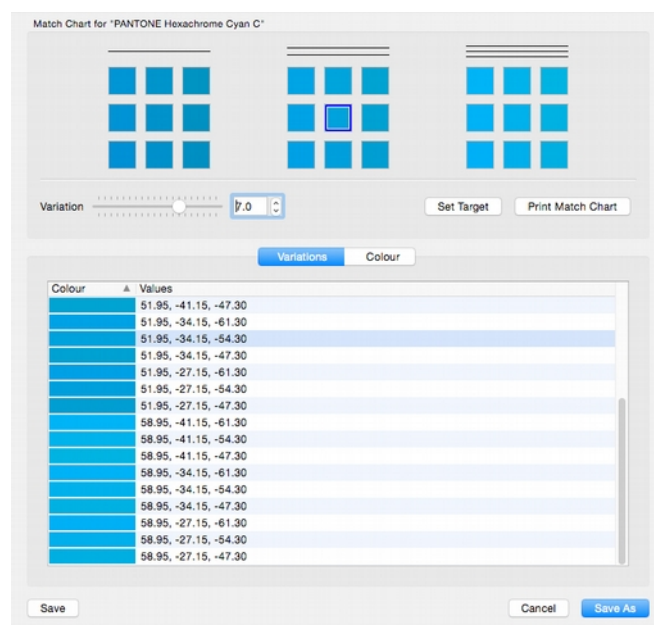 Match Chart for "PANTONE Hexachrome Cyan C"
Variation 7.0 Set Target Print Match Chart
Variations Colour
Colour Values
51.95, -41.15, -47.30
51.95, -34.15, -61.30
51.95, -34.15, -54.30
51.95, -34.15, -47.30
51.95, -27.15, -61.30
51.95, -27.15, -54.30
51.95, -27.15, -47.30
58.95, -41.15, -61.30
58.95, -41.15, -54.30
58.95, -41.15, -47.30
58.95, -34.15, -61.30
58.95, -34.15, -54.30
58.95, -34.15, -47.30
58.95, -27.15, -61.30
58.95, -27.15, -54.30
58.95, -27.15, -47.30
Save Cancel Save As